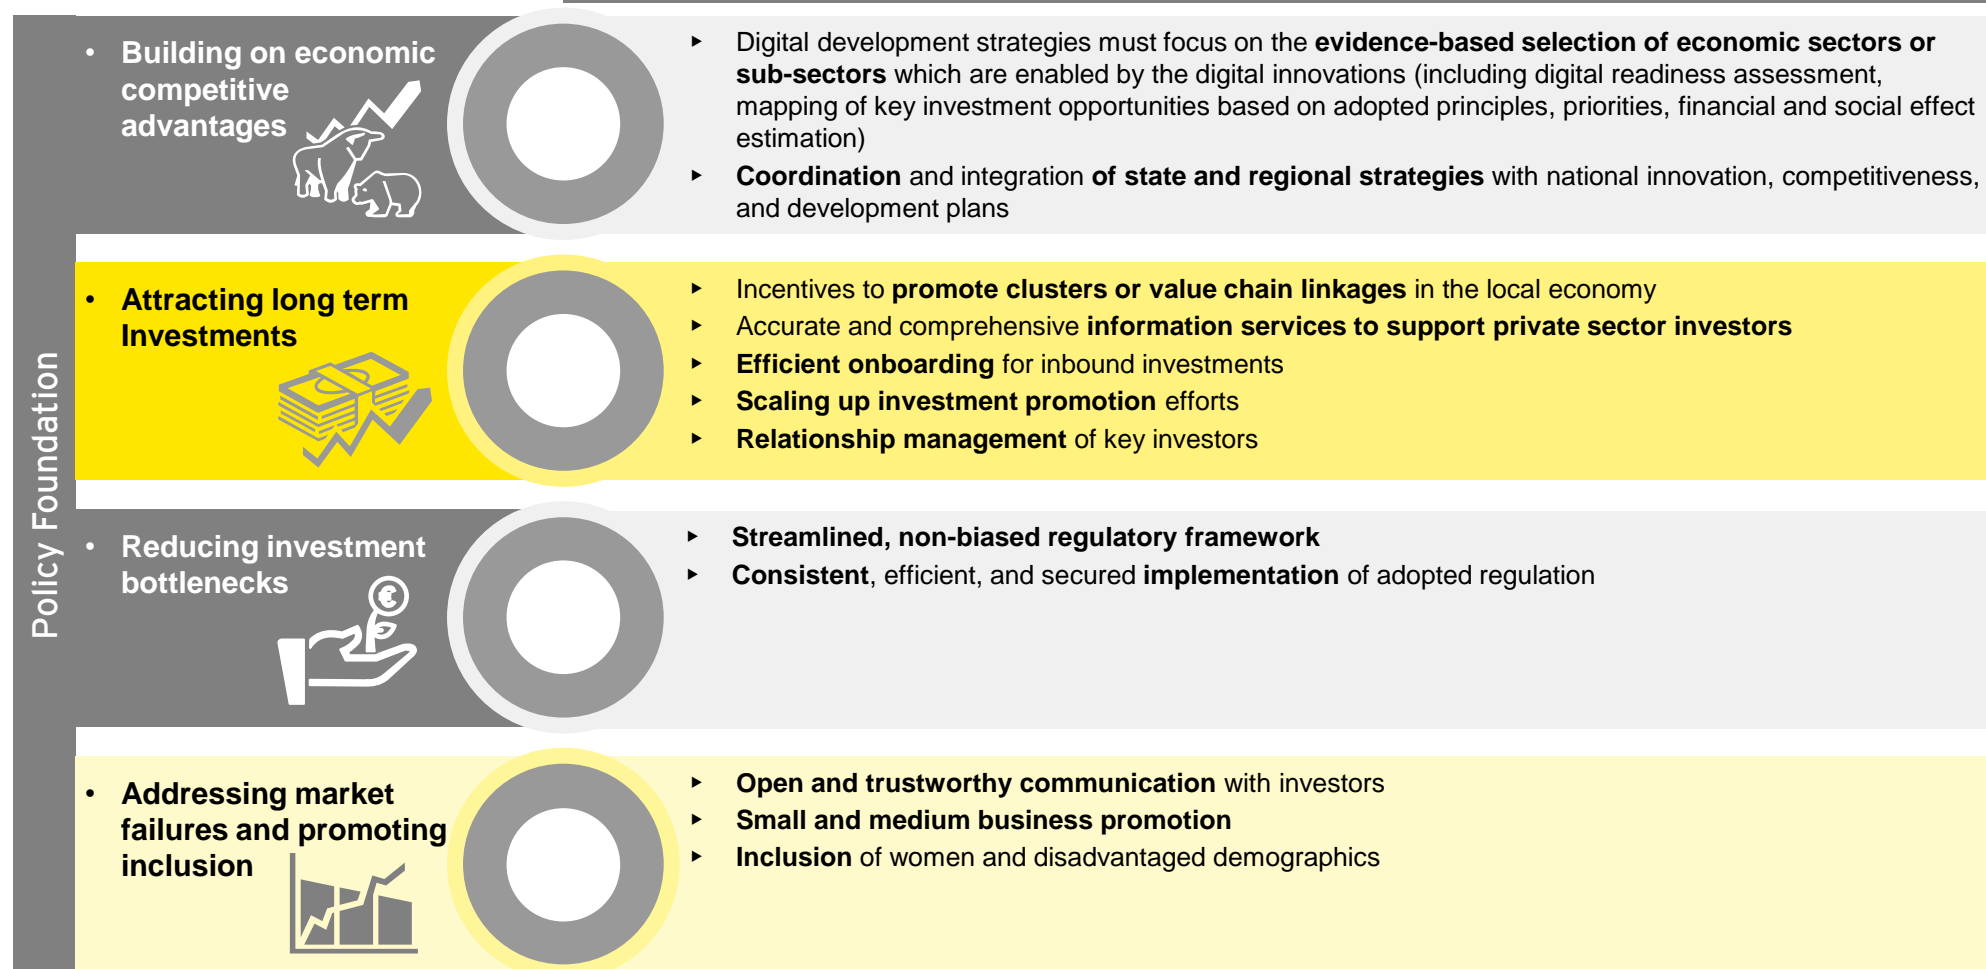 Policy Foundation
• Building on economic
competitive
advantages
► Digital development strategies must focus on the evidence-based selection of economic sectors or
sub-sectors which are enabled by the digital innovations (including digital readiness assessment,
mapping of key investment opportunities based on adopted principles, priorities, financial and social effect
estimation)
► Coordination and integration of state and regional strategies with national innovation, competitiveness,
and development plans
• Attracting long term
Investments
► Incentives to promote clusters or value chain linkages in the local economy
► Accurate and comprehensive information services to support private sector investors
► Efficient onboarding for inbound investments
► Scaling up investment promotion efforts
► Relationship management of key investors
• Reducing investment
bottlenecks
€
► Streamlined, non-biased regulatory framework
► Consistent, efficient, and secured implementation of adopted regulation
• Addressing market
failures and promoting
inclusion
► Open and trustworthy communication with investors
► Small and medium business promotion
► Inclusion of women and disadvantaged demographics